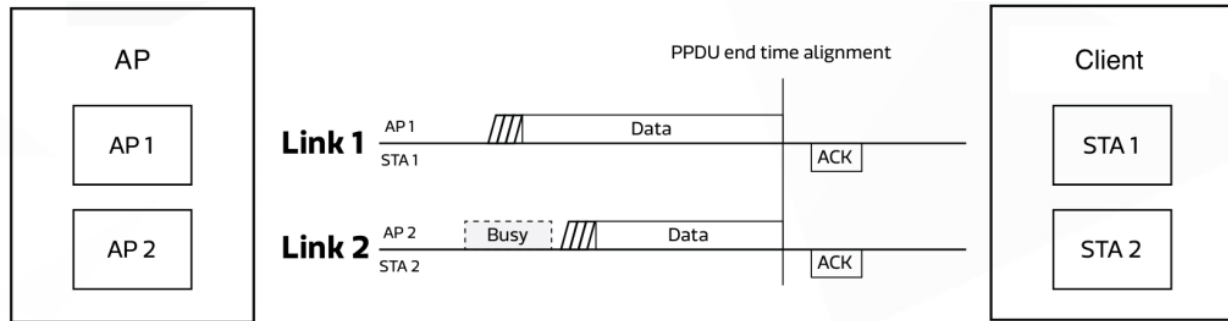 AP
AP 1
AP 2
PPDU end time alignment
Link 1
AP 1
STA 1
Data
ACK
Link 2
AP 2
STA 2
Busy
Data
ACK
Client
STA 1
STA 2